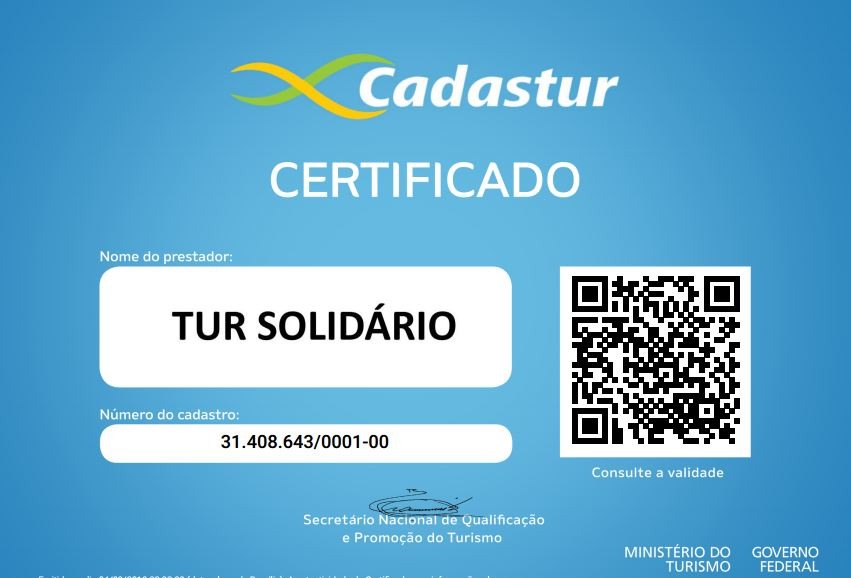 Cadastur
CERTIFICADO
Nome do prestador:
TUR SOLIDÁRIO
Número do cadastro:
31.408.643/0001-00
Consulte a validade
Secretário Nacional de Qualificação
e Promoção do Turismo
MINISTÉRIO DO
TURISMO
GOVERNO
FEDERAL